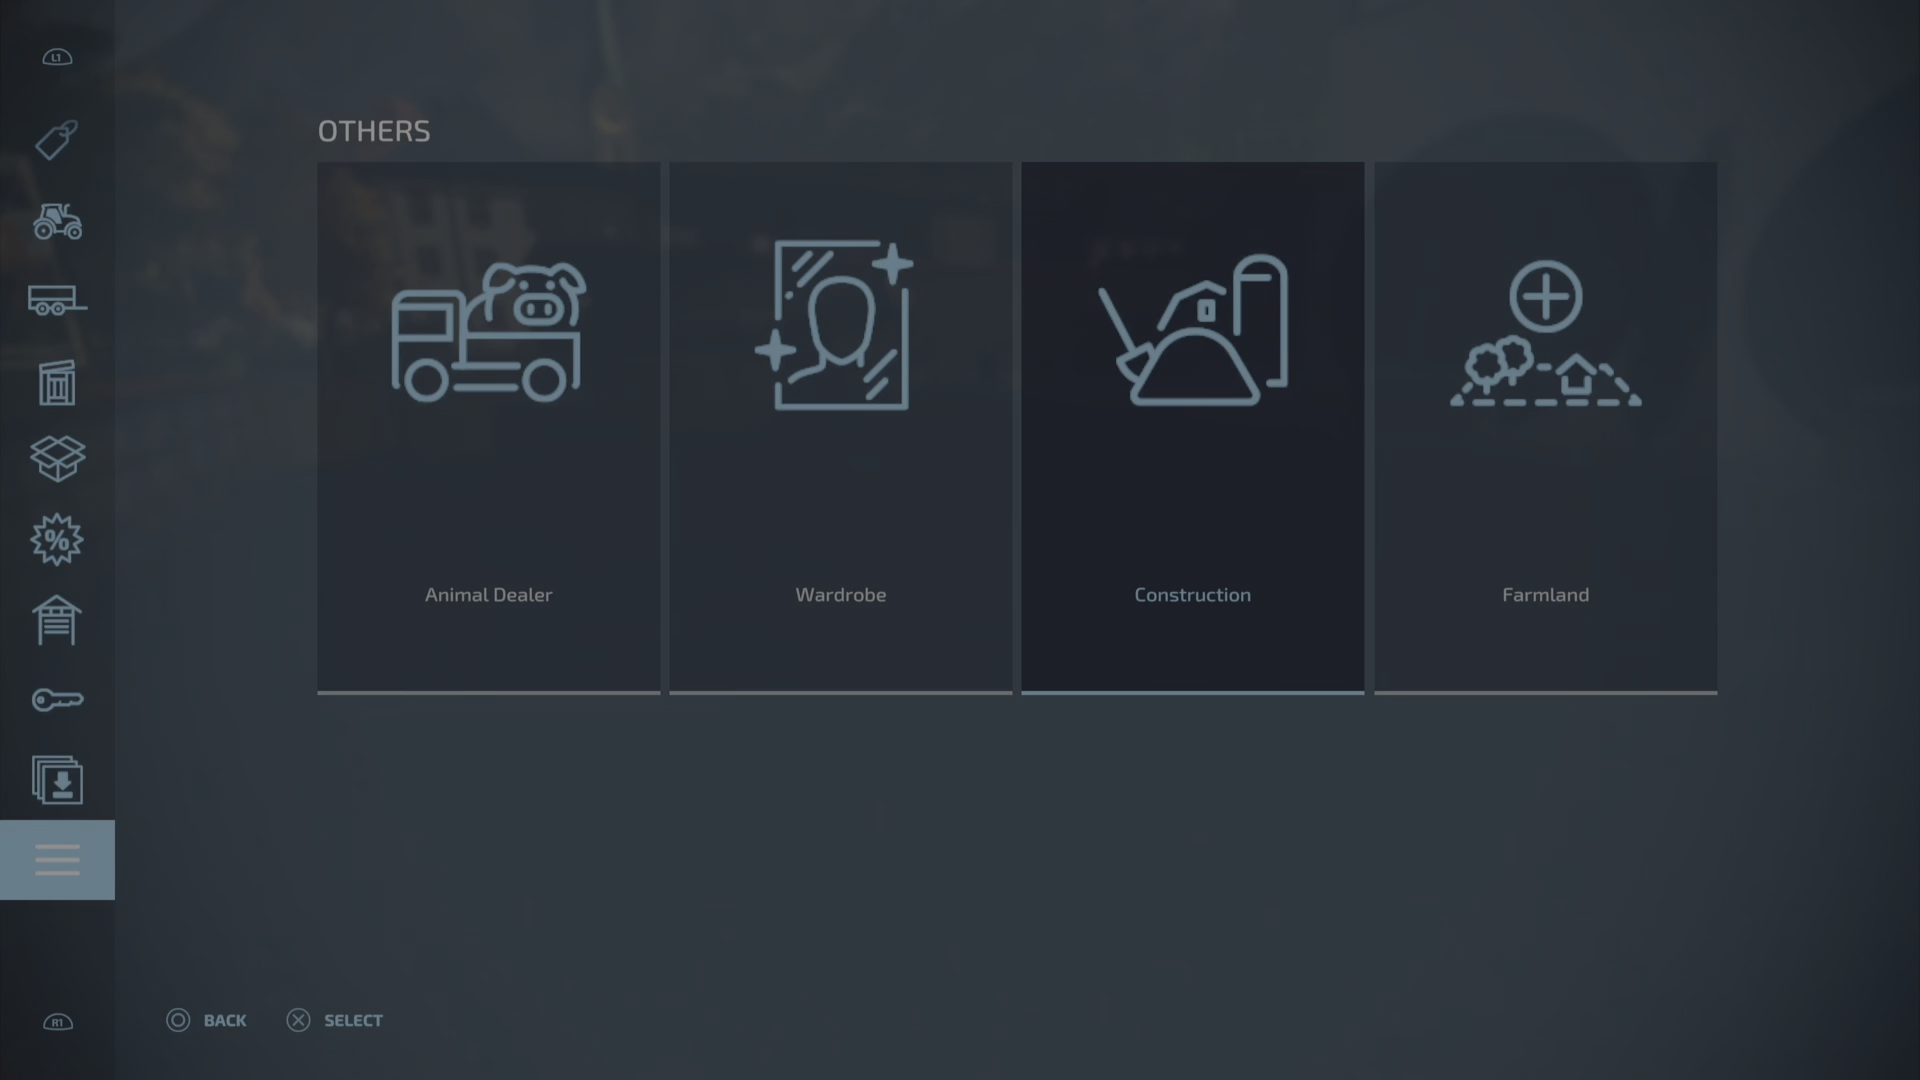 L1
OTHERS
Animal Dealer
Wardrobe
Construction
Farmland
%
R1
BACK
SELECT